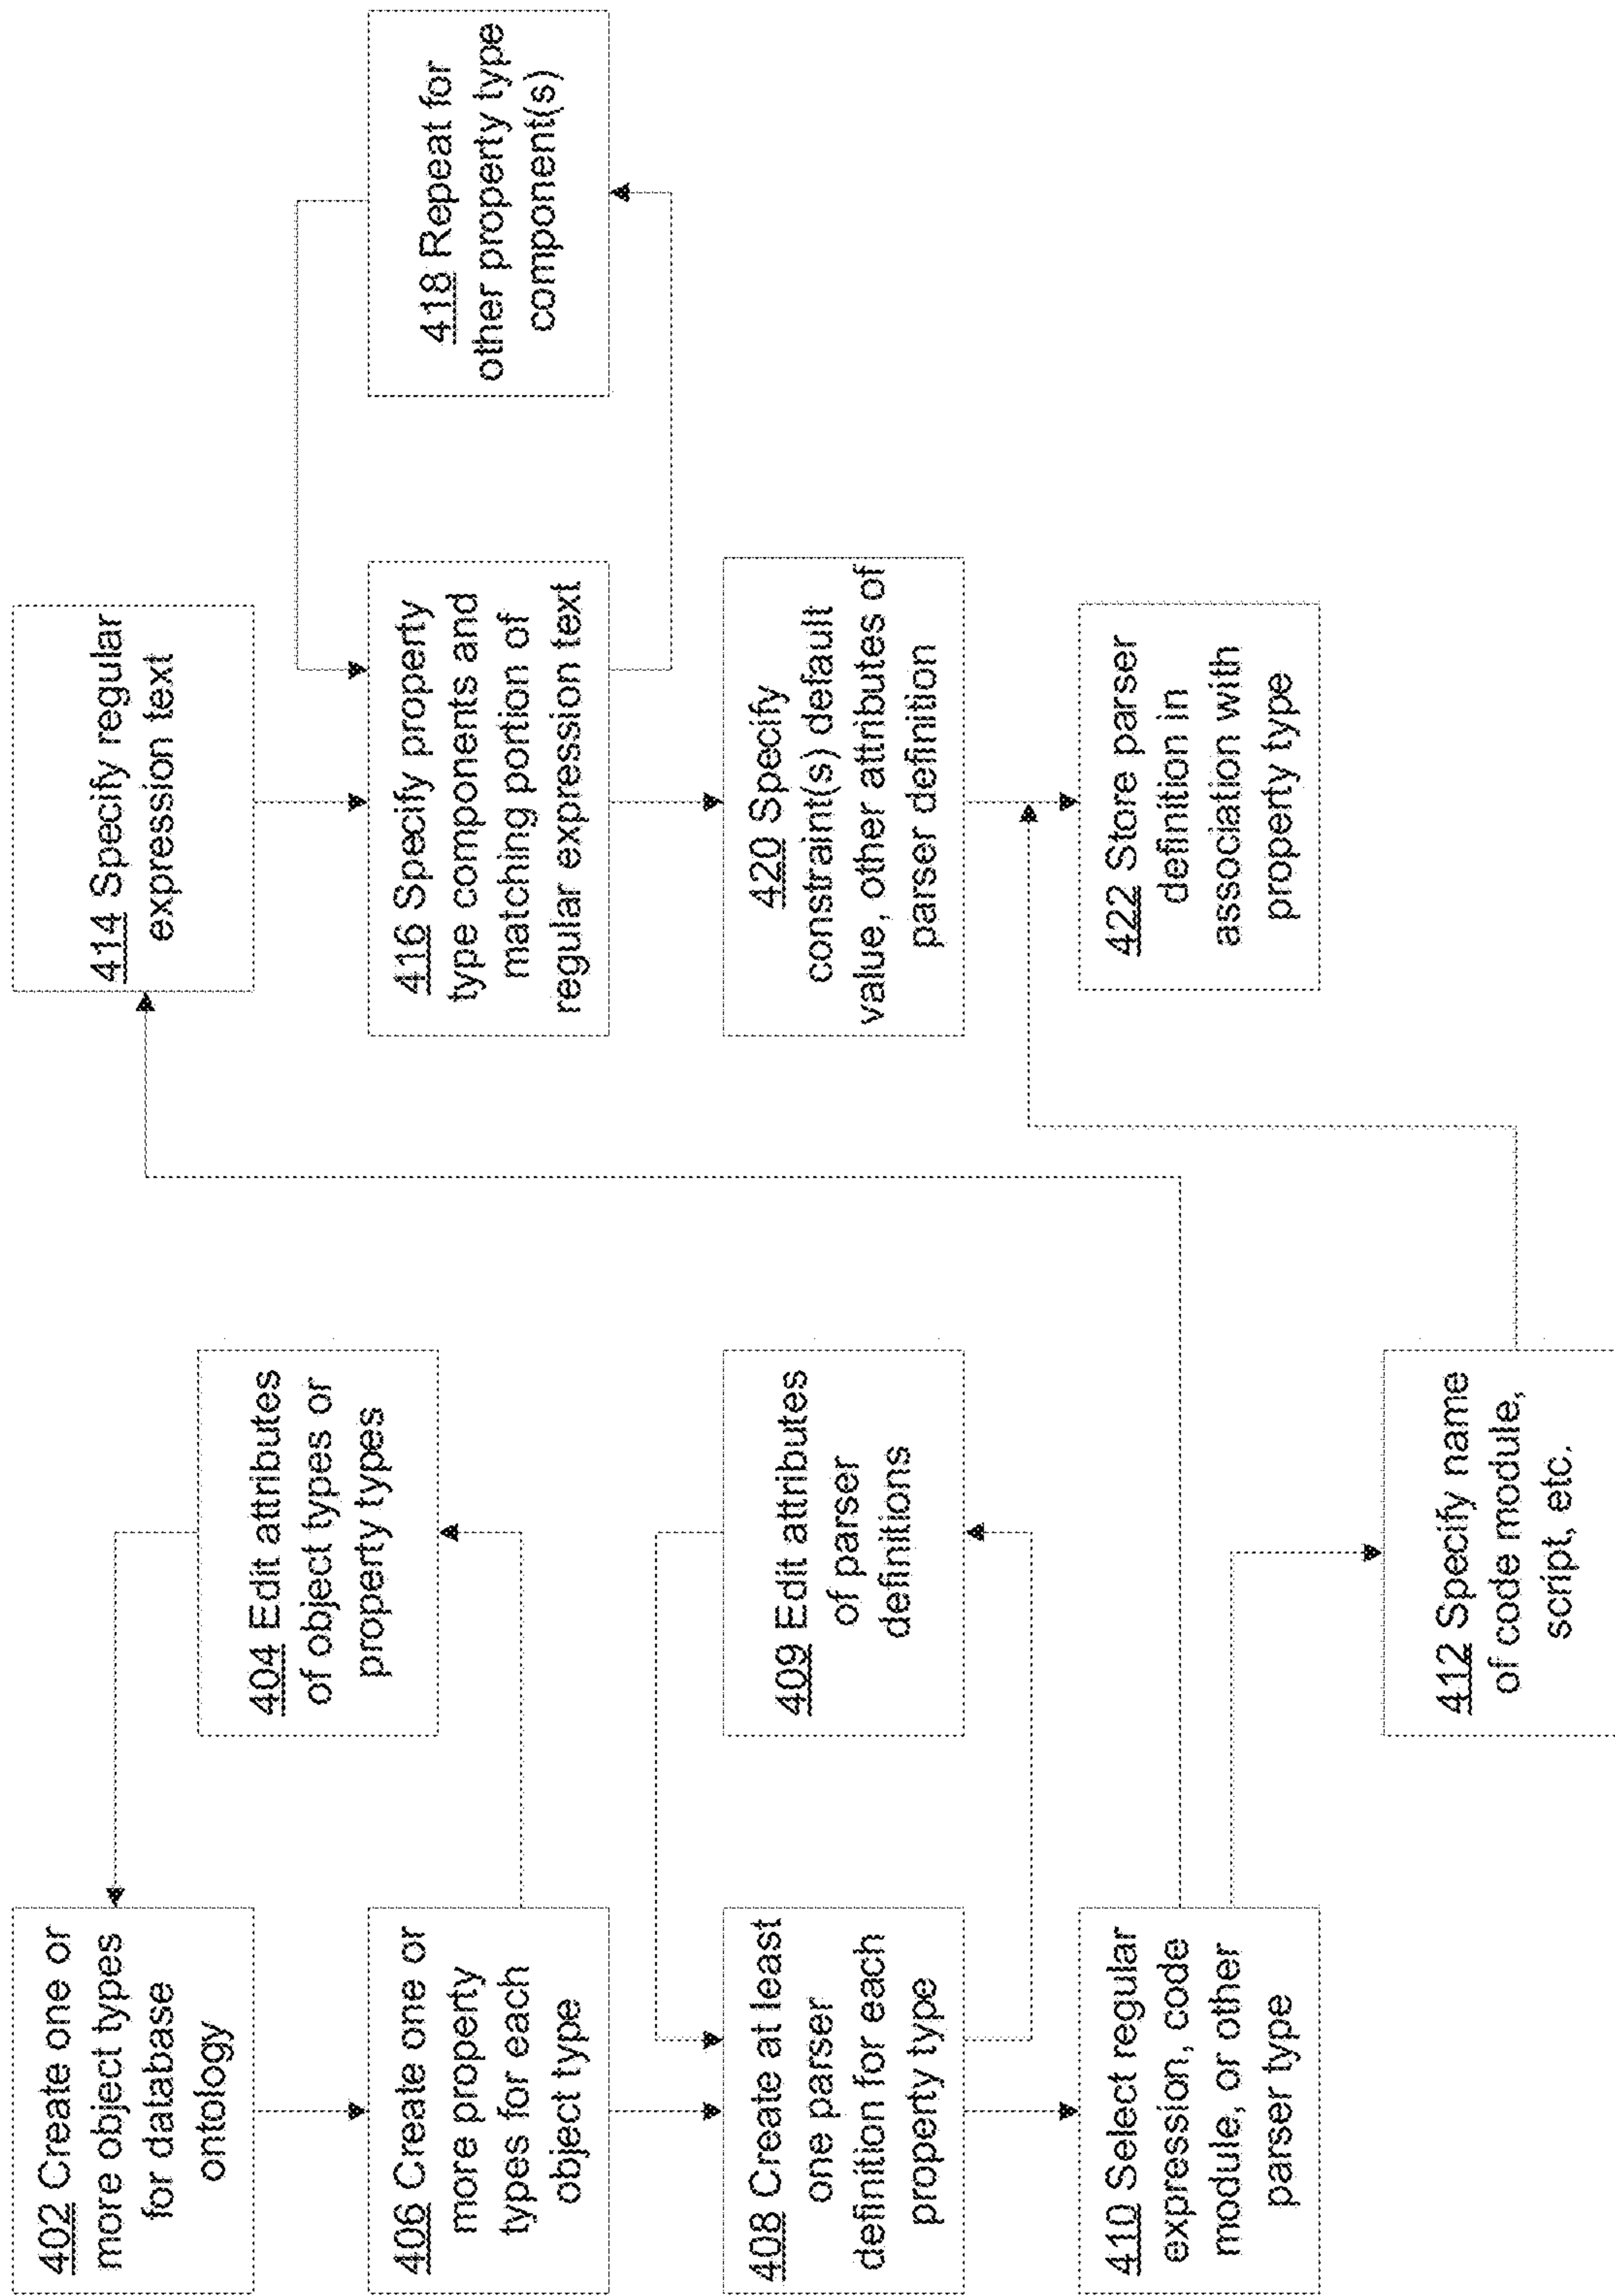 402 Create one or
more object types
for database
ontology
404 Edit attributes
of object types or
property types
406 Create one or
more property
types for each
object type
408 Create at least
one parser
definition for each
property type
409 Edit attributes
of parser
definitions
410 Select regular
expression, code
module, or other
parser type
412 Specify name
of code module,
script, etc.
414 Specify regular
expression text
416 Specify property
type components and
matching portion of
regular expression text
418 Repeat for
other property type
component(s)
420 Specify
constraint(s) default
value, other attributes of
parser definition
422 Store parser
definition in
association with
property type